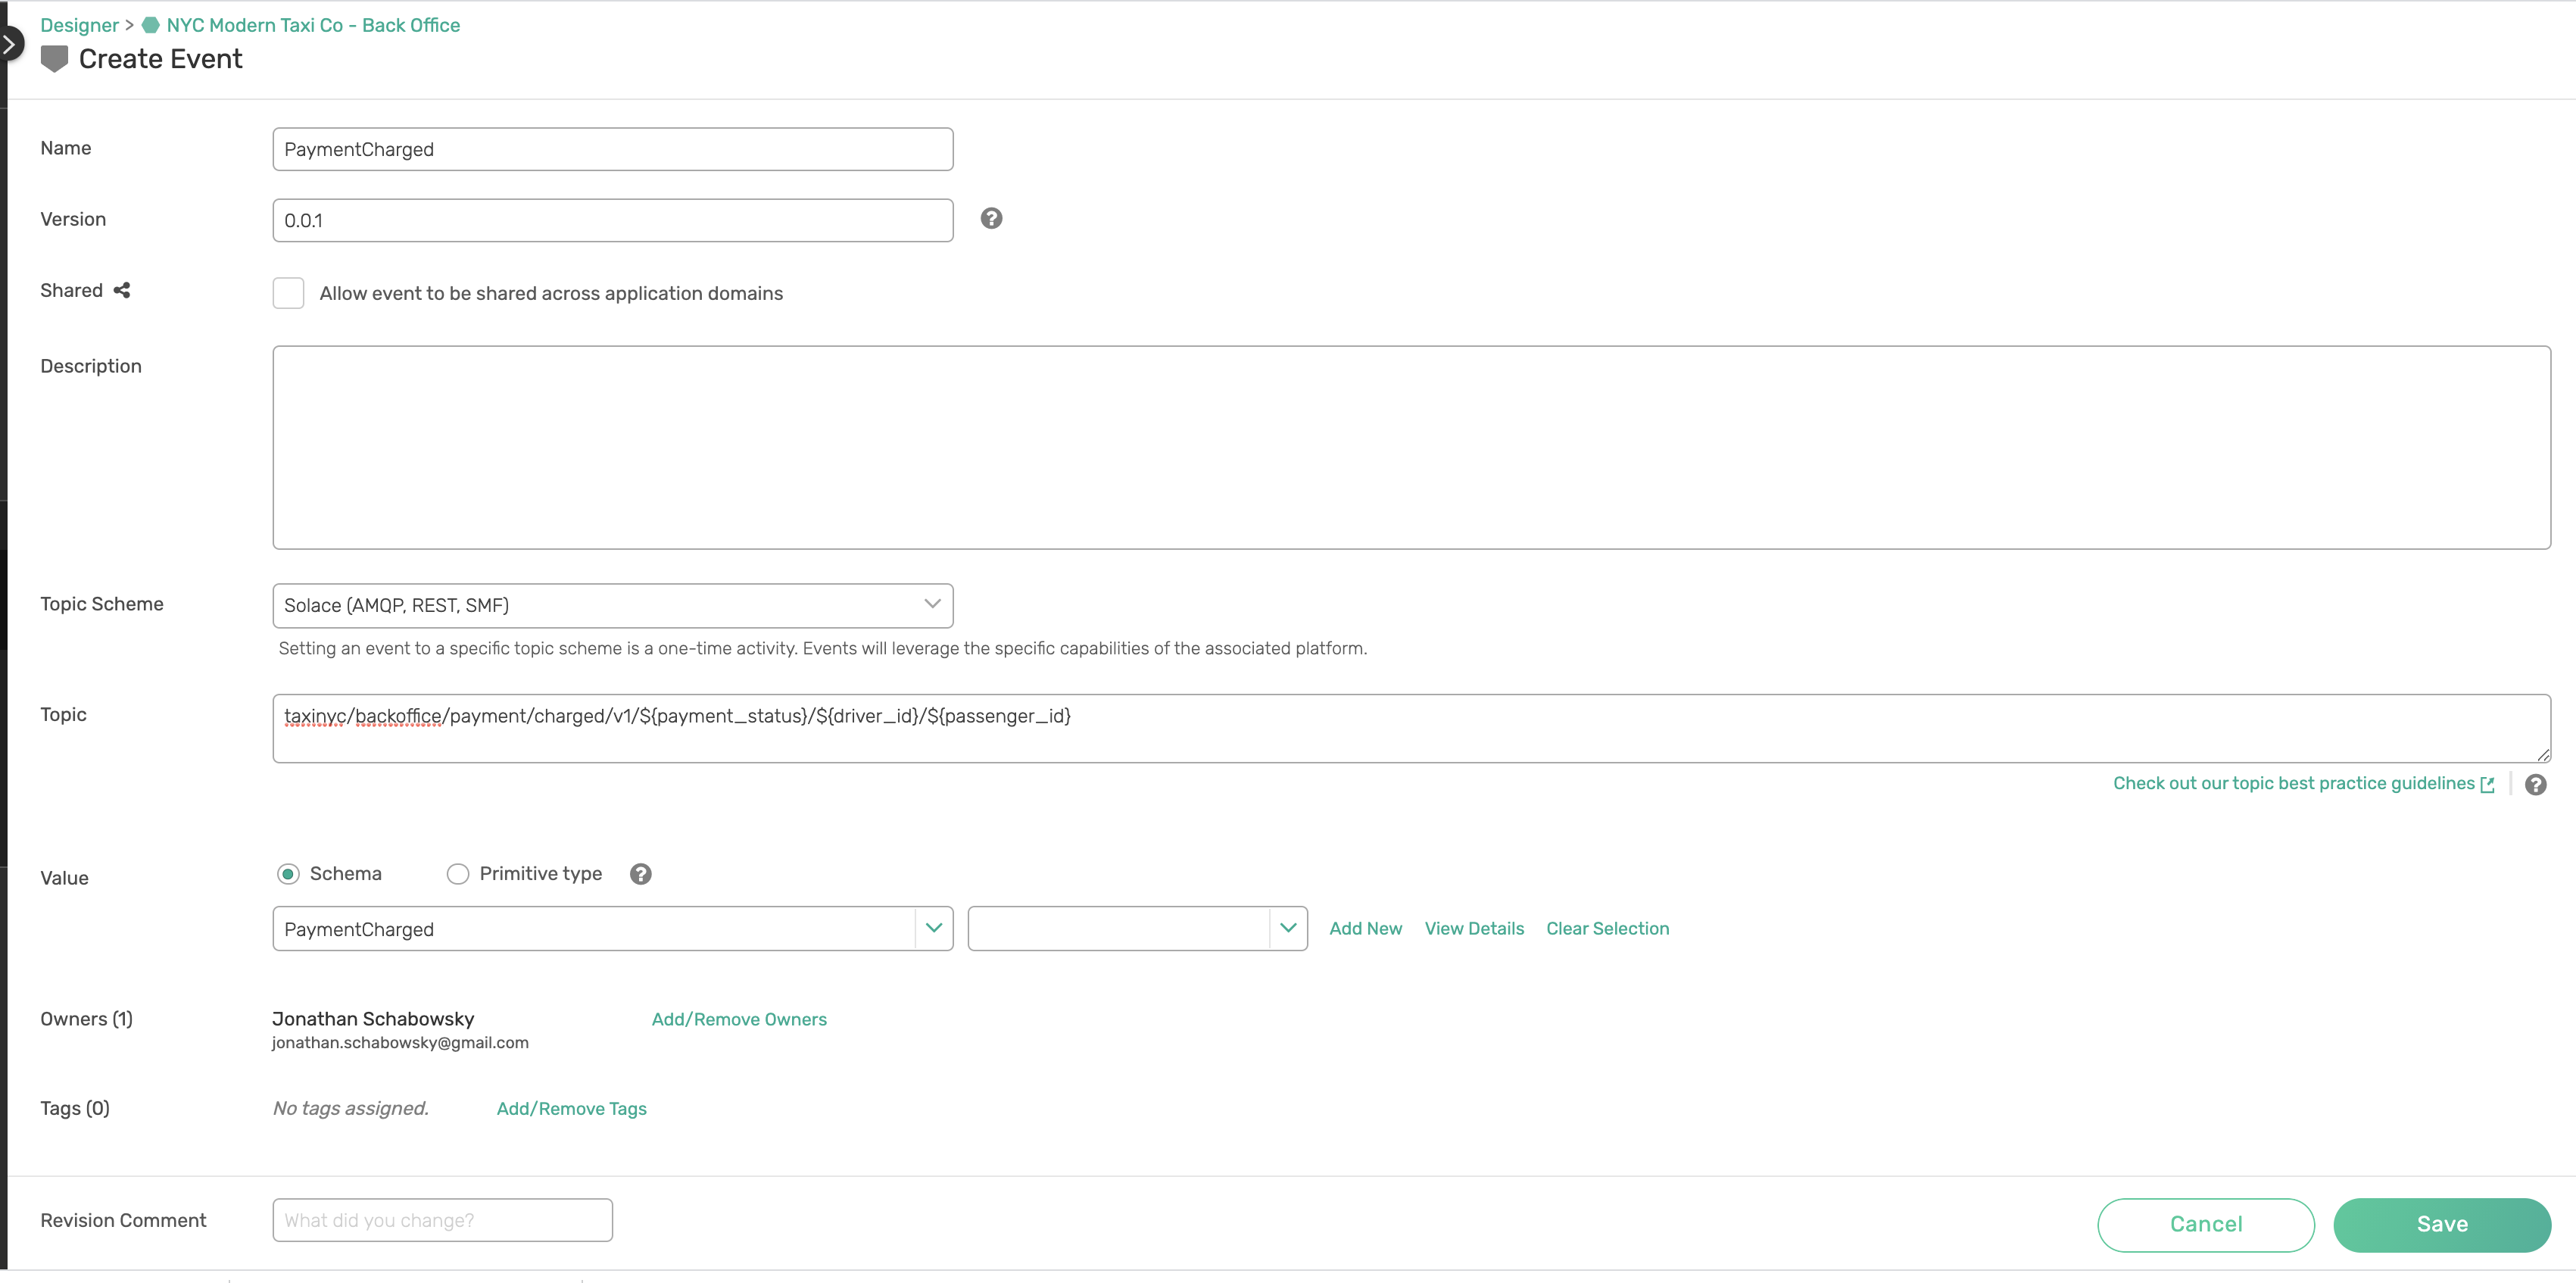 Designer > NYC Modern Taxi Co - Back Office
Create Event
Name
PaymentCharged
Version
0.0.1
Shared
Allow event to be shared across application domains
Description
Topic Scheme
Solace (AMQP, REST, SMF)
Setting an event to a specific topic scheme is a one-time activity. Events will leverage the specific capabilities of the associated platform.
Topic
taxinyc/backoffice/payment/charged/v1/${payment_status}/${driver_id}/${passenger_id}
Check out our topic best practice guidelines
Value
Schema
Primitive type
PaymentCharged
Add New
View Details
Clear Selection
Owners (1)
Jonathan Schabowsky
Add/Remove Owners
jonathan.schabowsky@gmail.com
Tags (0)
No tags assigned.
Add/Remove Tags
Revision Comment
What did you change?
Cancel
Save